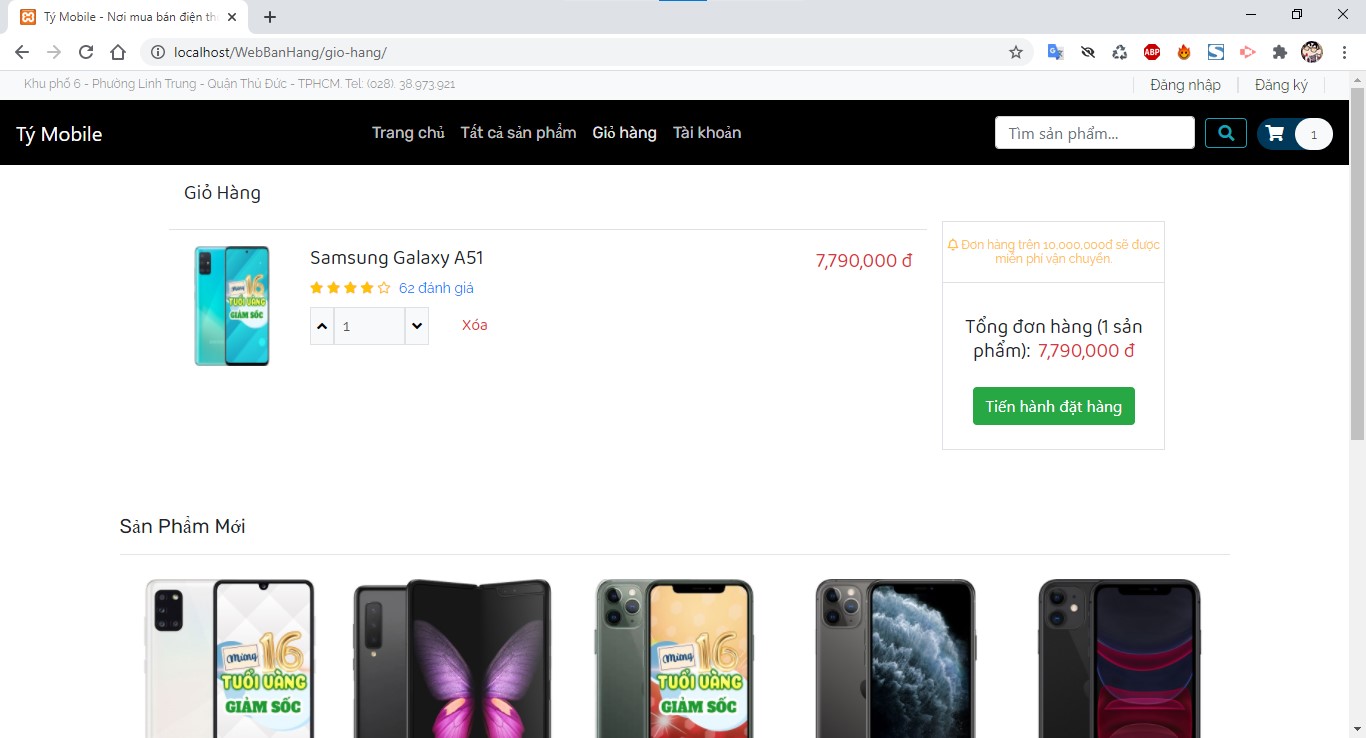 Tý Mobile - Nơi mua bán điện th
localhost/WebBanHang/gio-hang/
ABP
Khu phố 6 - Phường Linh Trung - Quận Thủ Đức - TPHCM. Tel: (028). 38.973.921
Đăng nhập
Đăng ký
Tý Mobile
Trang chủ
Tất cả sản phẩm
Giỏ hàng
Tài khoản
Tìm sản phẩm...
1
Giỏ Hàng
Mừng 16
TUỔI VÀNG
GIẢM SỐC
Samsung Galaxy A51
62 đánh giá
1
Xóa
7,790,000 đ
Đơn hàng trên 10.000,000đ sẽ được
miễn phí vận chuyển.
Tổng đơn hàng (1 sản
phẩm): 7,790,000 đ
Tiến hành đặt hàng
Sản Phẩm Mới
Mừng 16
TUỔI VÀNG
GIẢM SỐC
Mừng 16
TUỔI VÀNG
GIẢM SỐC